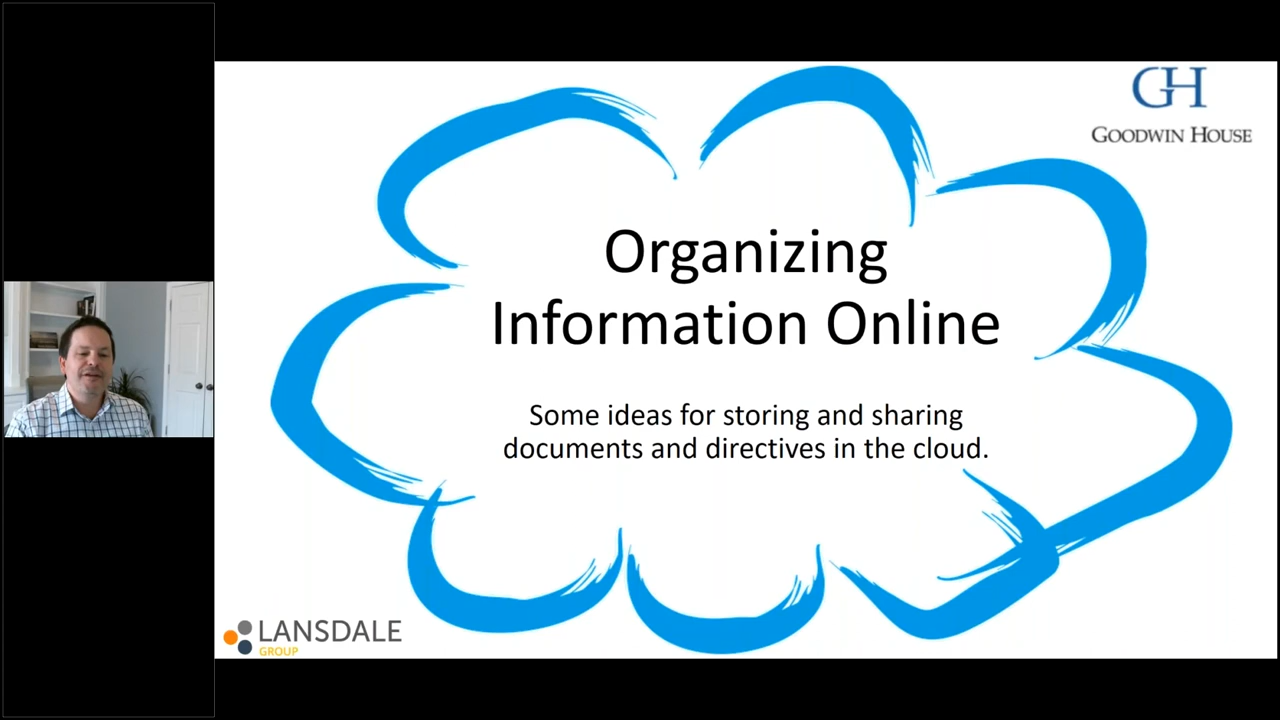 GH
GOODWIN HOUSE
Organizing
Information Online
Some ideas for storing and sharing
documents and directives in the cloud.
LANSDALE
GROUP